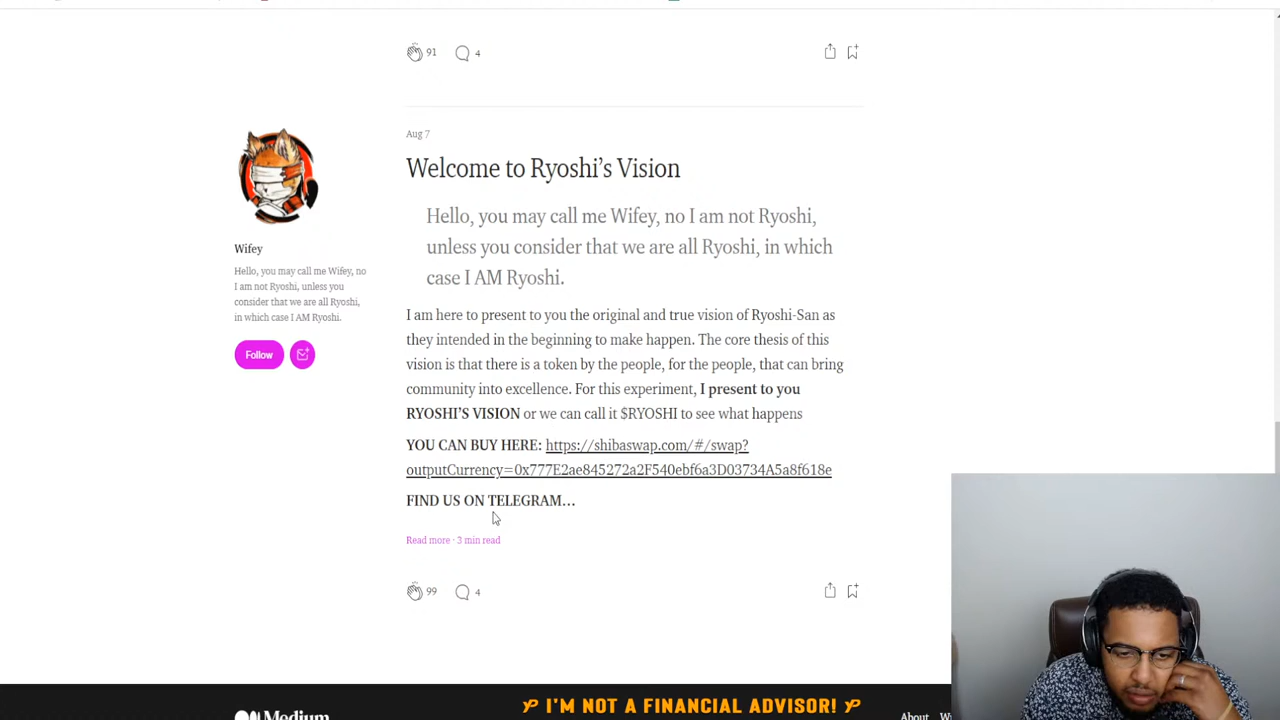 91
4
Aug 7
Welcome to Ryoshi's Vision
Hello, you may call me Wifey, no I am not Ryoshi,
unless you consider that we are all Ryoshi, in which
case I AM Ryoshi.
Wifey
Hello, you may call me Wifey, no
I am not Ryoshi, unless you
consider that we are all Ryoshi,
in which case I AM Ryoshi.
Follow
I am here to present to you the original and true vision of Ryoshi-San as
they intended in the beginning to make happen. The core thesis of this
vision is that there is a token by the people, for the people, that can bring
community into excellence. For this experiment, I present to you
RYOSHI'S VISION or we can call it $RYOSHI to see what happens
YOU CAN BUY HERE: https://shibaswap.com/#/swap?
outputCurrency=0x777E2ae845272a2F540ebf6a3D03734A5a8f618e
FIND US ON TELEGRAM…
Read more · 3 min read
99
4
I'M NOT A FINANCIAL ADVISOR!
Medium
About